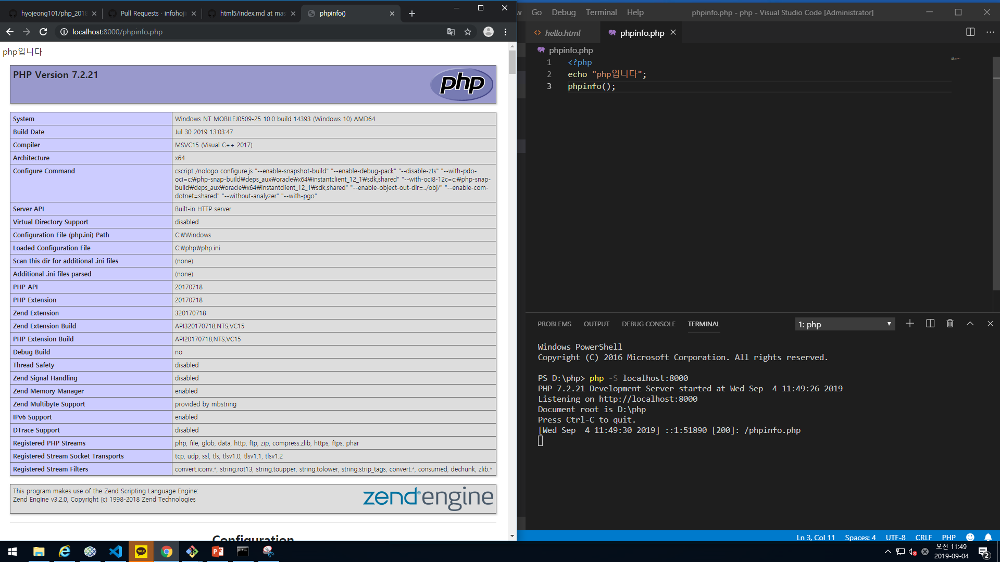 hyojeong101/php_2018
Pull Requests · infohoji
html5/index.md at mas
phpinfo()
localhost:8000/phpinfo.php
php입니다
PHP Version 7.2.21
php
System Windows NT MOBILEJ0509-25 10.0 build 14393 (Windows 10) AMD64
Build Date Jul 30 2019 13:03:47
Compiler MSVC15 (Visual C++ 2017)
Architecture x64
Configure Command cscript /nologo configure.js "--enable-snapshot-build" "--enable-debug-pack" "--disable-zts" "--with-pdo-
oci=c:₩php-snap-build₩deps_aux₩oracle₩x64₩instantclient_12_1₩sdk,shared" "--with-oci8-12c=c:₩php-snap-
build₩deps_aux₩oracle₩x64₩instantclient_12_1₩sdk,shared" "--enable-object-out-dir=../obj/" "--enable-com-
dotnet=shared" "--without-analyzer" "--with-pgo"
Server API Built-in HTTP server
Virtual Directory Support disabled
Configuration File (php.ini) Path C:₩Windows
Loaded Configuration File C:₩php₩php.ini
Scan this dir for additional .ini files (none)
Additional .ini files parsed (none)
PHP API 20170718
PHP Extension 20170718
Zend Extension 320170718
Zend Extension Build API320170718,NTS,VC15
PHP Extension Build API20170718,NTS,VC15
Debug Build no
Thread Safety disabled
Zend Signal Handling disabled
Zend Memory Manager enabled
Zend Multibyte Support provided by mbstring
IPv6 Support enabled
DTrace Support disabled
Registered PHP Streams php, file, glob, data, http, ftp, zip, compress.zlib, https, ftps, phar
Registered Stream Socket Transports tcp, udp, ssl, tls, tlsv1.0, tlsv1.1, tlsv1.2
Registered Stream Filters convert.iconv.*, string.rot13, string.toupper, string.tolower, string.strip_tags, convert.*, consumed, dechunk, zlib.*
This program makes use of the Zend Scripting Language Engine:
Zend Engine v3.2.0, Copyright (c) 1998-2018 Zend Technologies
zend® engine
Configuration
w Go Debug Terminal Help
phpinfo.php - php - Visual Studio Code [Administrator]
hello.html
phpinfo.php
phpinfo.php
1 <?php
2 echo "php입니다";
3 phpinfo();
PROBLEMS OUTPUT DEBUG CONSOLE TERMINAL
1: php
Windows PowerShell
Copyright (C) 2016 Microsoft Corporation. All rights reserved.
PS D:\php> php -S localhost:8000
PHP 7.2.21 Development Server started at Wed Sep  4 11:49:26 2019
Listening on http://localhost:8000
Document root is D:\php
Press Ctrl-C to quit.
[Wed Sep  4 11:49:30 2019] ::1:51890 [200]: /phpinfo.php
Ln 3, Col 11 Spaces: 4 UTF-8 CRLF PHP
TALK
오전 11:49
2019-09-04
2